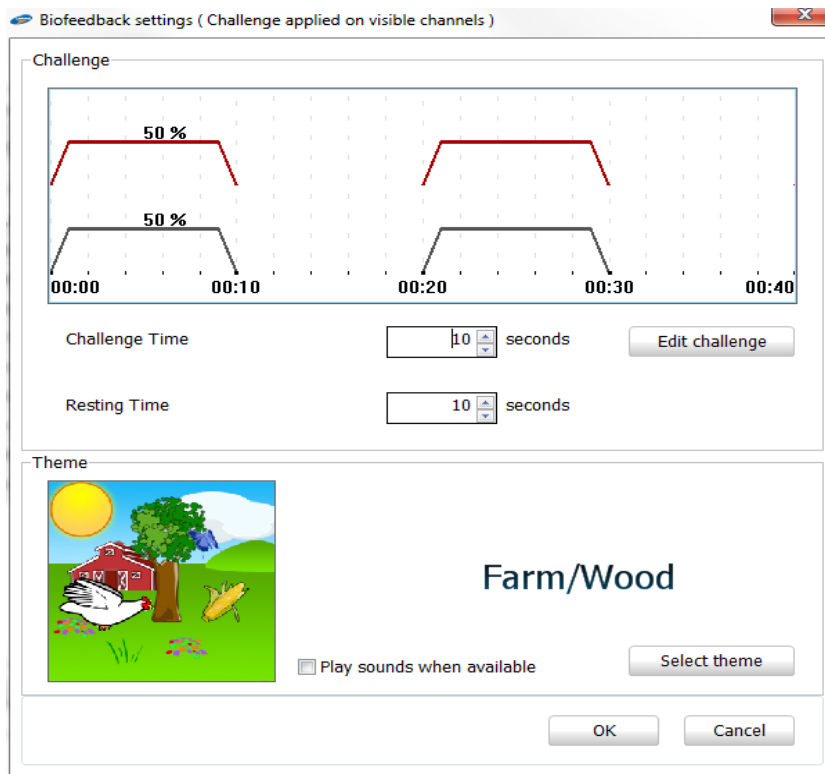 Biofeedback settings ( Challenge applied on visible channels )
Challenge
50 %
50 %
00:00 00:10 00:20 00:30 00:40
Challenge Time 10 seconds Edit challenge
Resting Time 10 seconds
Theme
Farm/Wood
Play sounds when available Select theme
OK Cancel